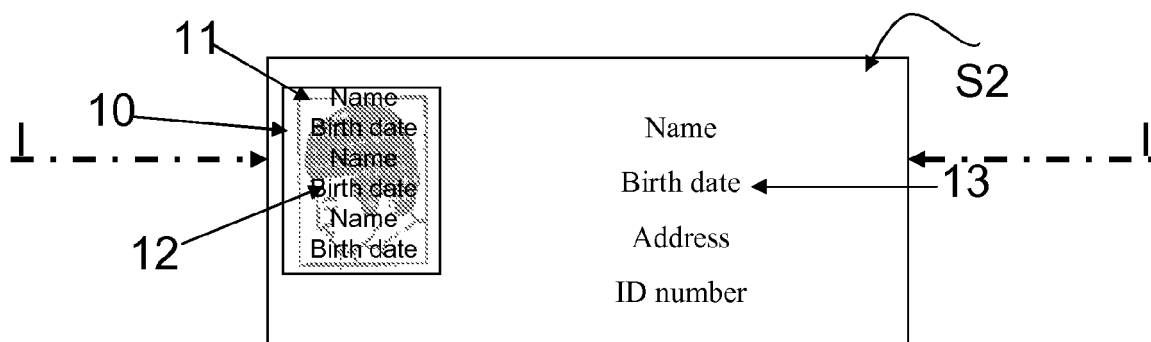 11
S2
10
Name
Birth date
Name
Birth date
Name
Birth date
12
I
I
Name
Birth date
13
Address
ID number